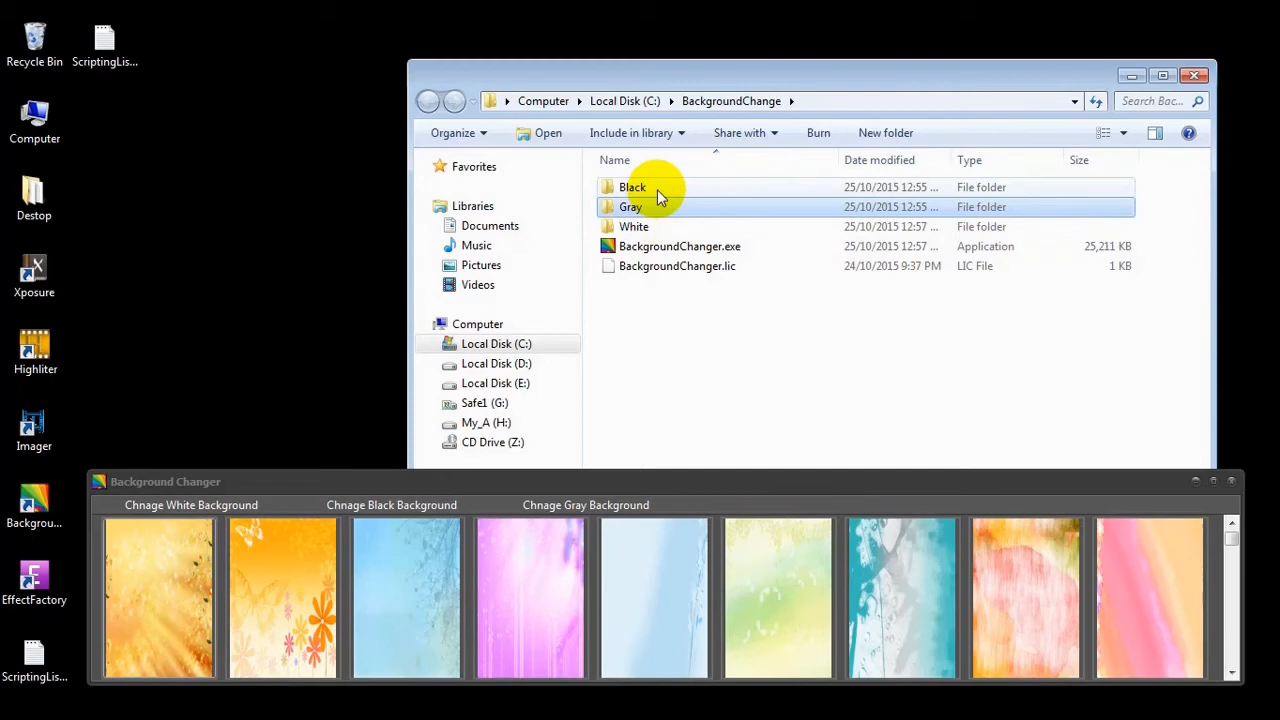 Recycle Bin
ScriptingLis...
Computer
Destop
Xposure
Highliter
Imager
Backgrou...
EffectFactory
ScriptingLis...
Computer Local Disk (C:) BackgroundChange
Search Bac...
Organize Open Include in library Share with Burn New folder
Name Date modified Type Size
Favorites
Libraries
Documents
Music
Pictures
Videos
Computer
Local Disk (C:)
Local Disk (D:)
Local Disk (E:)
Safe1 (G:)
My_A (H:)
CD Drive (Z:)
Black 25/10/2015 12:55 ... File folder
Gray 25/10/2015 12:55 ... File folder
White 25/10/2015 12:57 ... File folder
BackgroundChanger.exe 25/10/2015 12:57 ... Application 25,211 KB
BackgroundChanger.lic 24/10/2015 9:37 PM LIC File 1 KB
Background Changer
Chnage White Background Chnage Black Background Chnage Gray Background